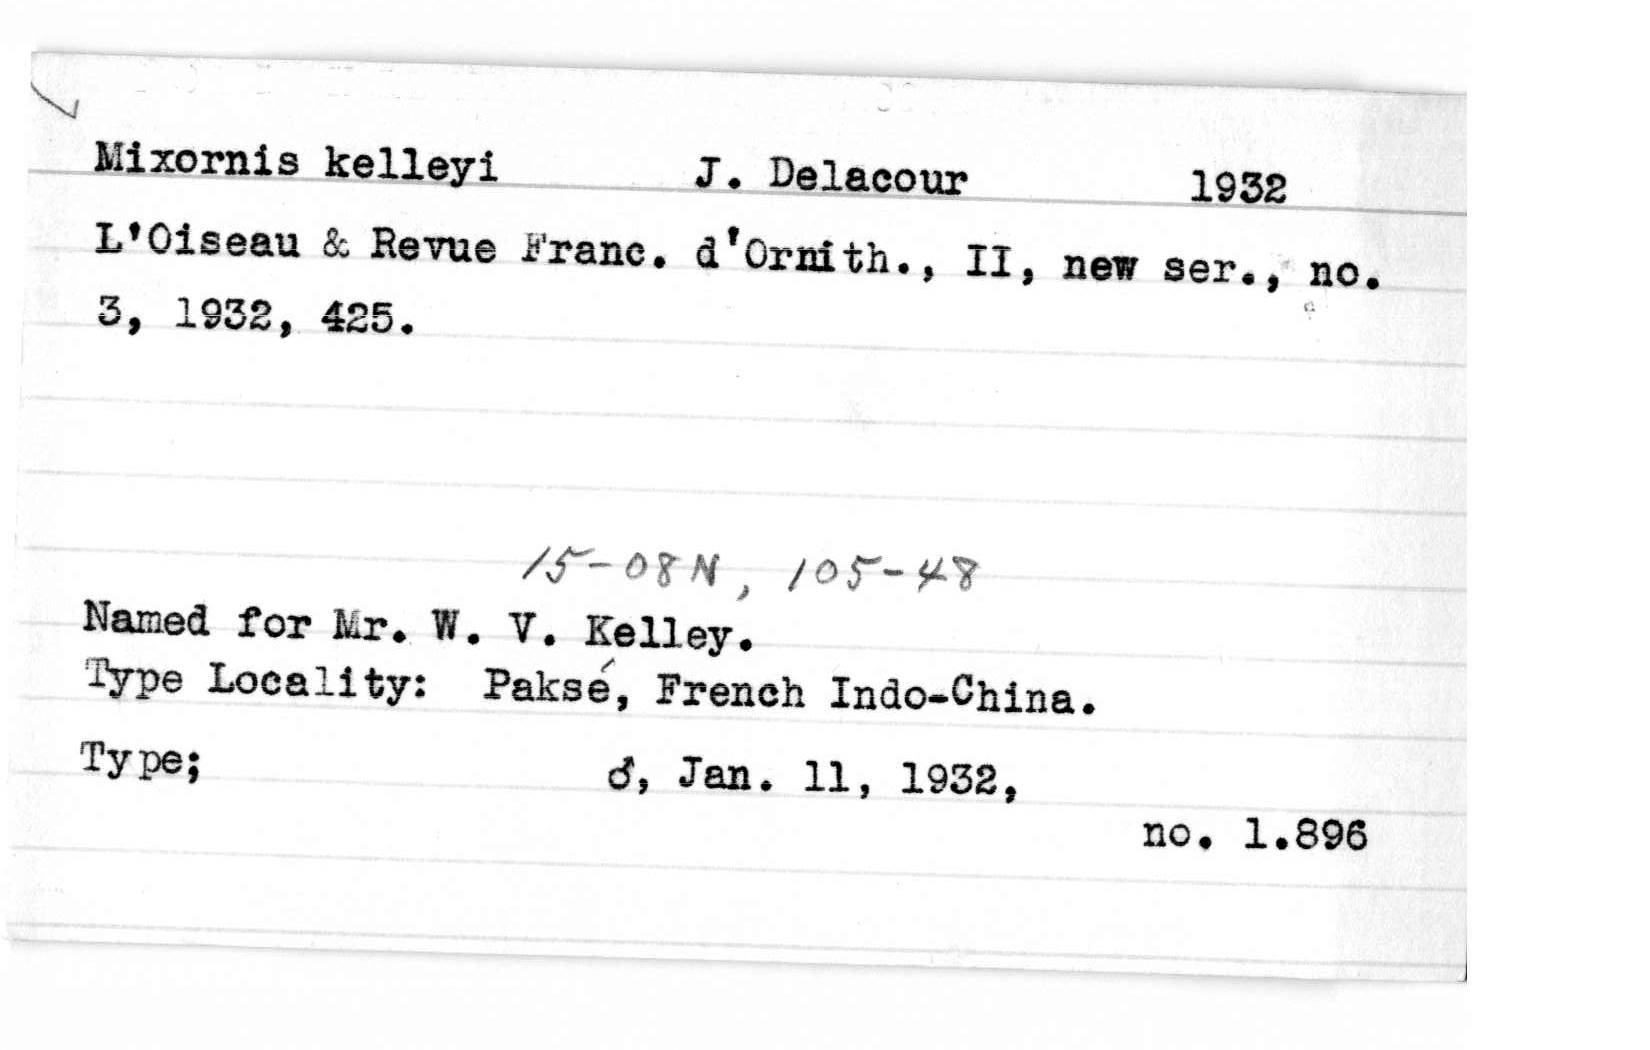 Mixornis kelleyi J. Delacour 1932
L'Oiseau & Revue Franc. d'Ornith., II, new ser., no.
3, 1932, 425.
15-08N, 105-48
Named for Mr. W. V. Kelley.
Type Locality: Paksé, French Indo-China.
Type; ♂, Jan. 11, 1932,
no. 1.896